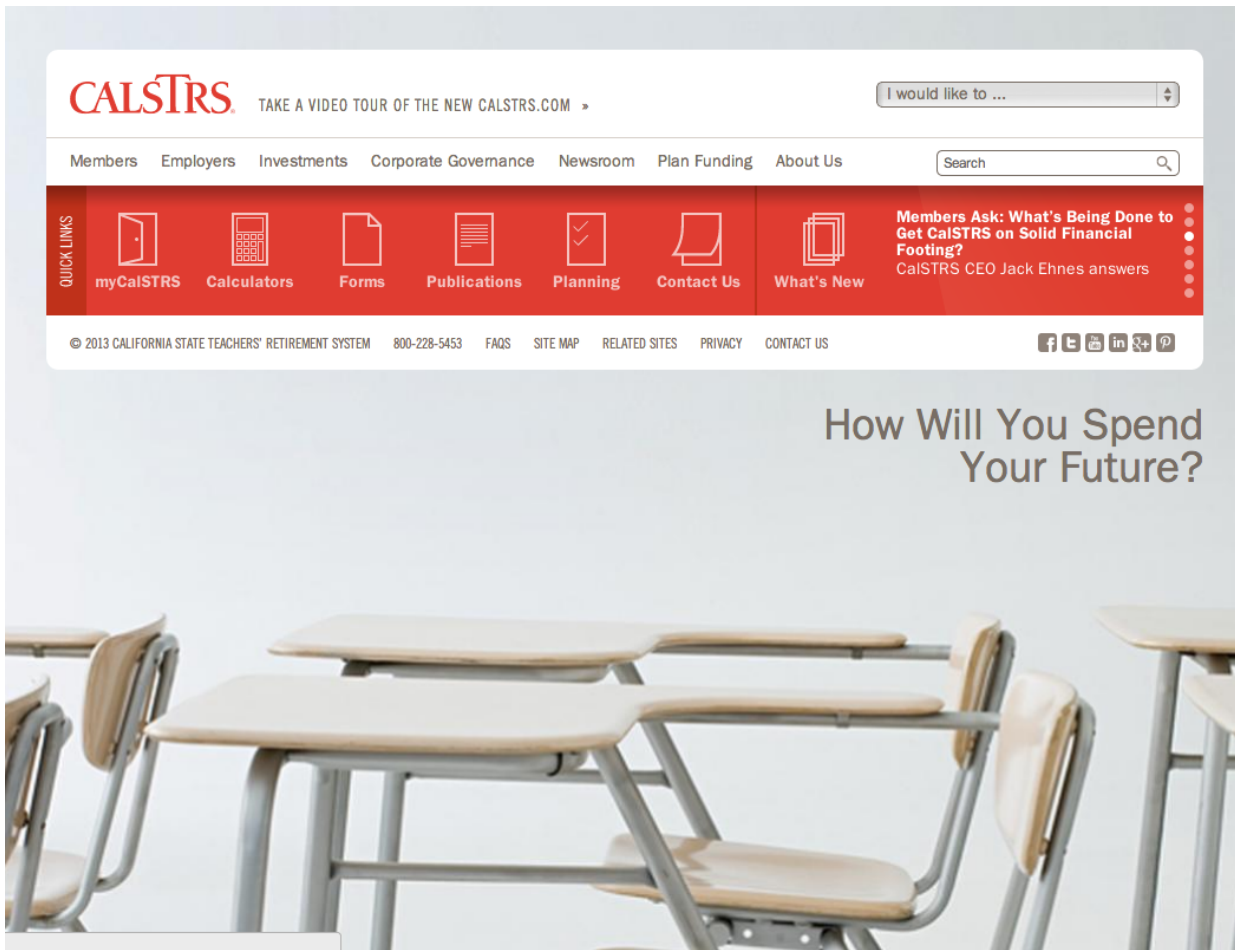 CALSTRS
TAKE A VIDEO TOUR OF THE NEW CALSTRS.COM »
I would like to ...
Members Employers Investments Corporate Governance Newsroom Plan Funding About Us
Search
QUICK LINKS
myCalSTRS Calculators Forms Publications Planning Contact Us What's New
Members Ask: What's Being Done to
Get CalSTRS on Solid Financial
Footing?
CalSTRS CEO Jack Ehnes answers
© 2013 CALIFORNIA STATE TEACHERS' RETIREMENT SYSTEM 800-228-5453 FAQS SITE MAP RELATED SITES PRIVACY CONTACT US
How Will You Spend
Your Future?